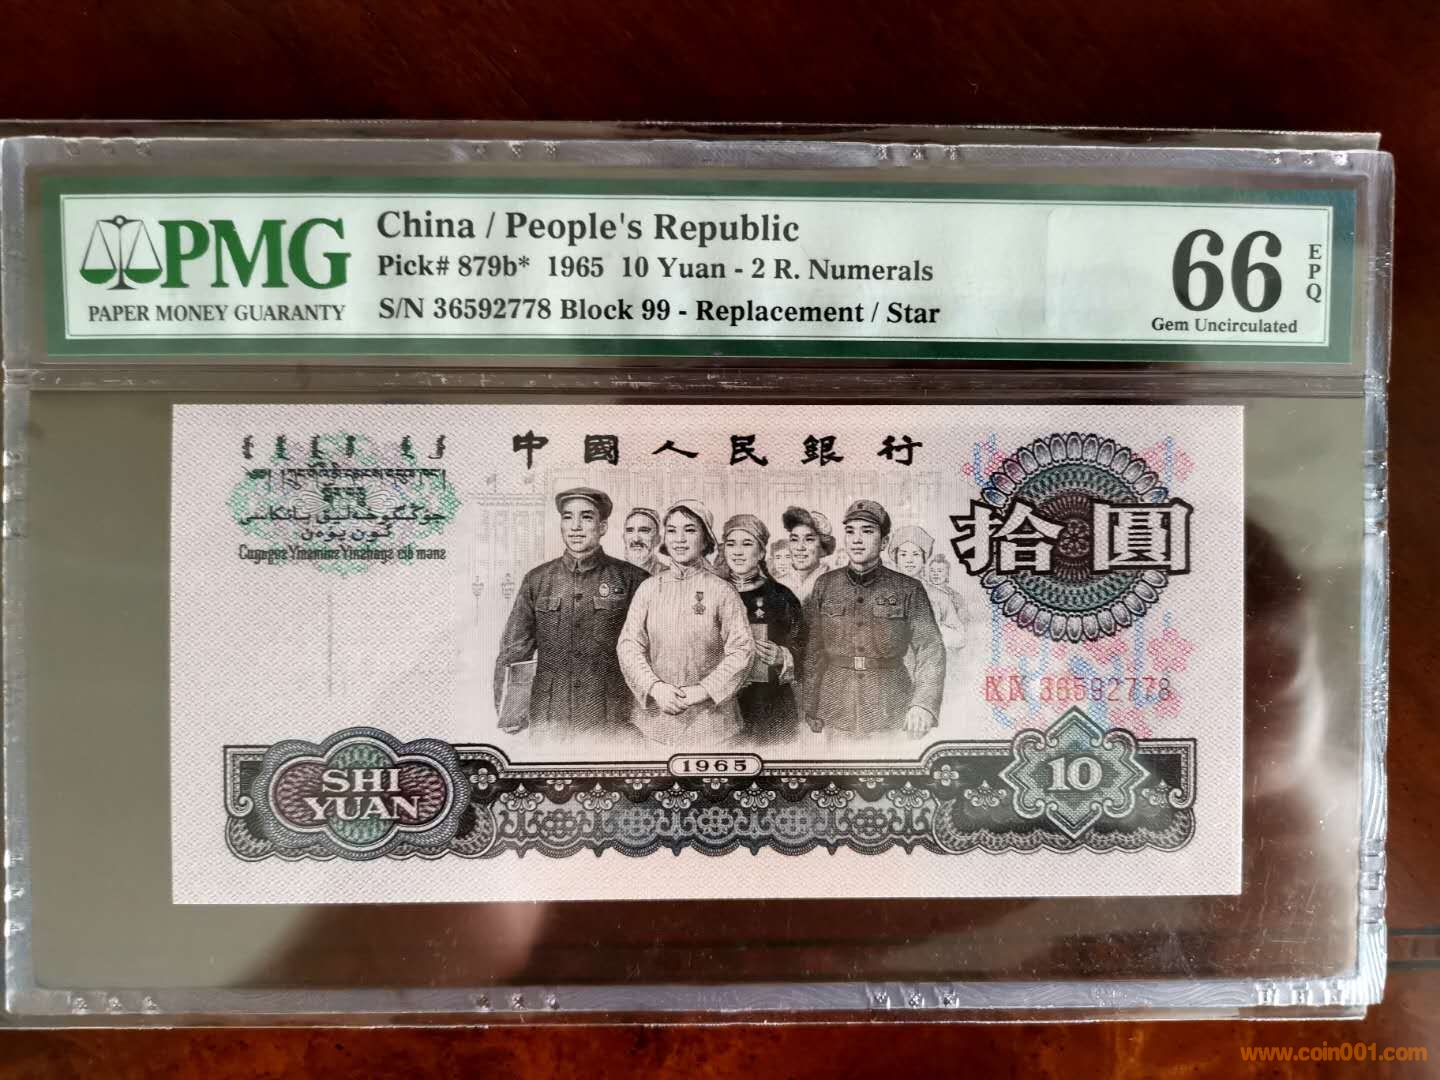 PMG
PAPER MONEY GUARANTY
China / People's Republic
Pick# 879b* 1965 10 Yuan - 2 R. Numerals
S/N 36592778 Block 99 - Replacement / Star
66
EPQ
Gem Uncirculated
中國人民銀行
拾圓
36592778
1965
SHI
YUAN
10
www.coin001.com